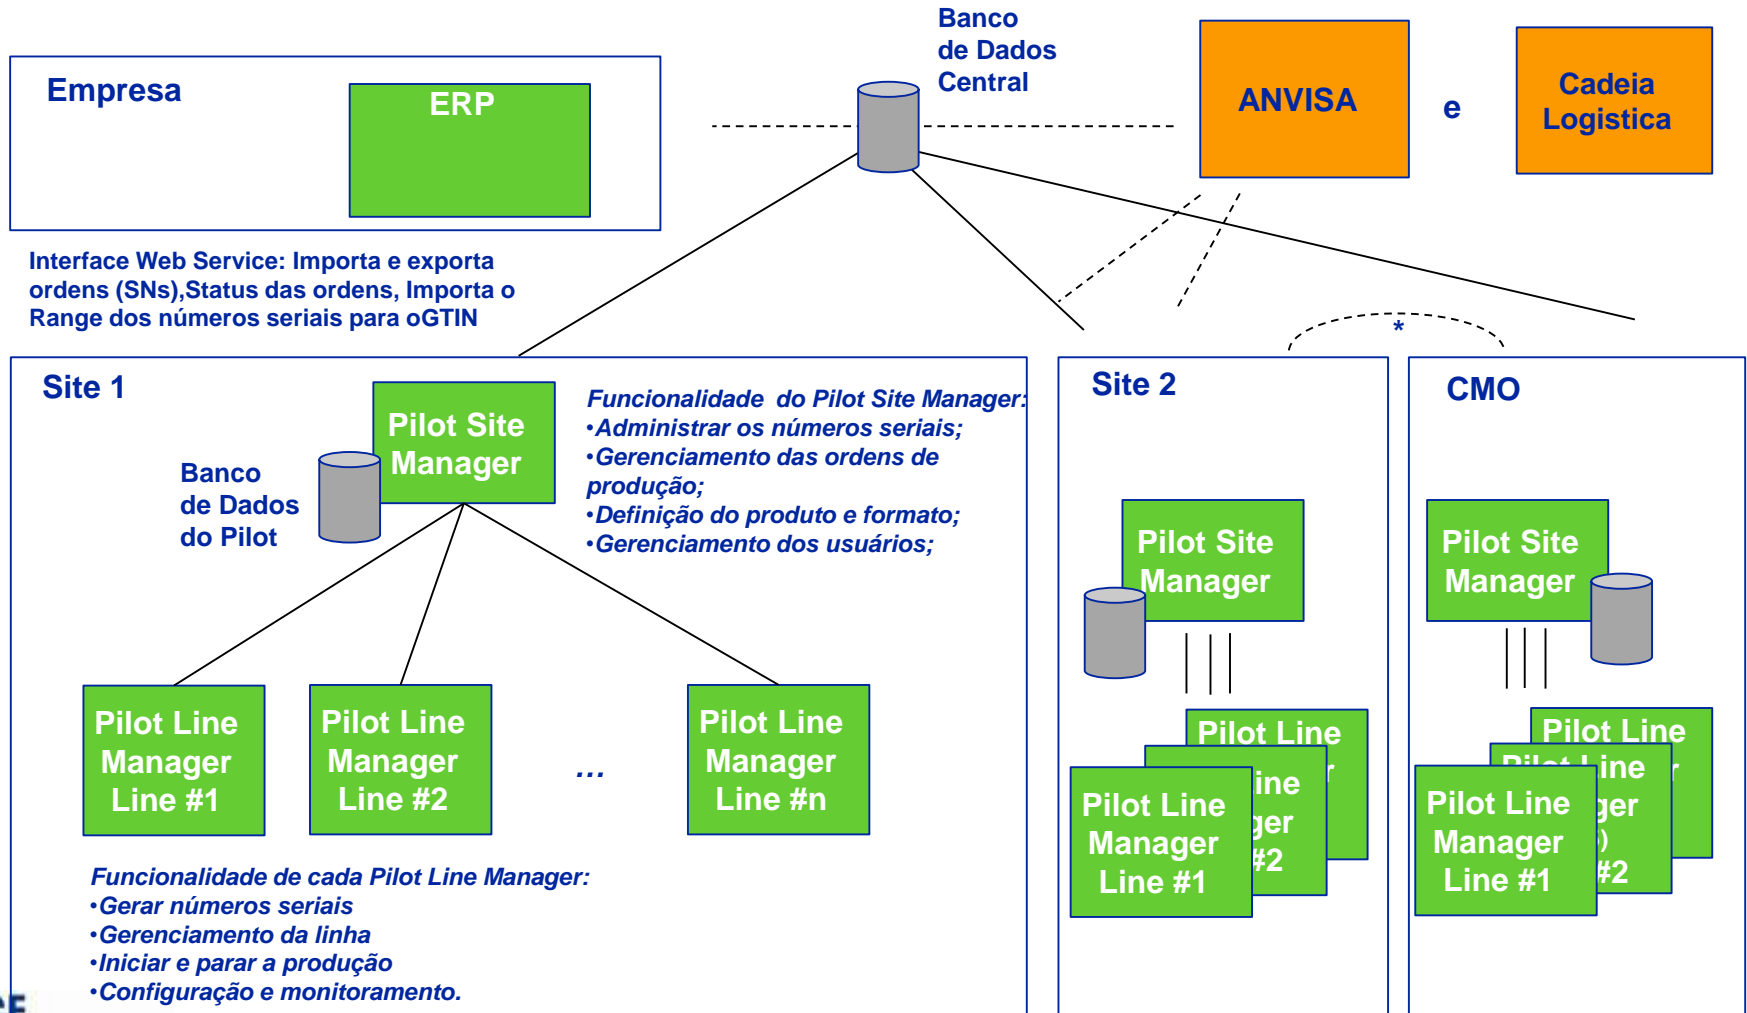 Banco
de Dados
Central
Empresa
ERP
ANVISA
e
Cadeia
Logistica
Interface Web Service: Importa e exporta
ordens (SNs),Status das ordens, Importa o
Range dos números seriais para oGTIN
*
Site 1
Pilot Site
Manager
Banco
de Dados
do Pilot
Funcionalidade do Pilot Site Manager:
•Administrar os números seriais;
•Gerenciamento das ordens de
produção;
•Definição do produto e formato;
•Gerenciamento dos usuários;
Pilot Line
Manager
Line #1
Pilot Line
Manager
Line #2
...
Pilot Line
Manager
Line #n
Funcionalidade de cada Pilot Line Manager:
•Gerar números seriais
•Gerenciamento da linha
•Iniciar e parar a produção
•Configuração e monitoramento.
Site 2
Pilot Site
Manager
Pilot Line
#2
Pilot Line
Manager
Line #1
CMO
Pilot Site
Manager
Pilot Line
#2
Pilot Line
Manager
Line #1